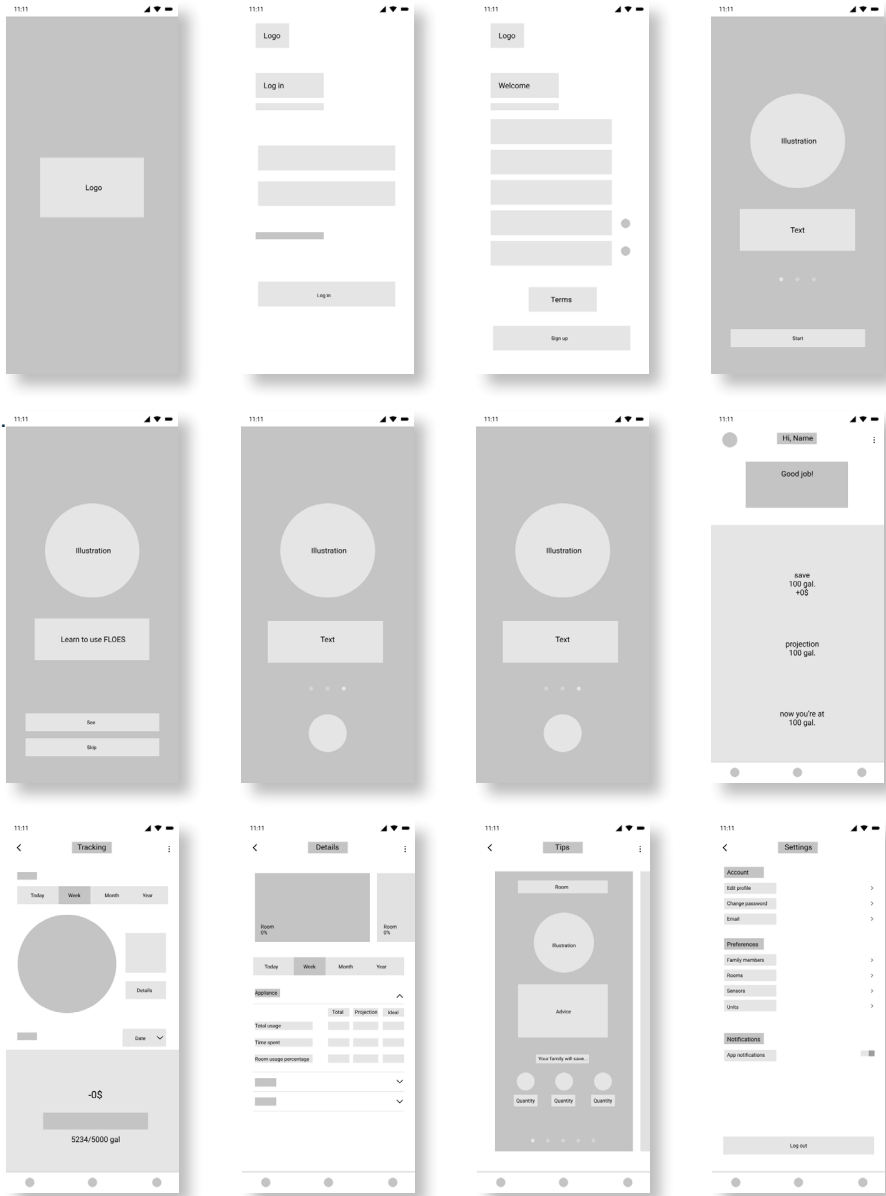 11:11
Logo
11:11
Logo
Log in
Log in
11:11
Logo
Welcome
Terms
Sign up
11:11
Illustration
Text
Start
11:11
Illustration
Learn to use FLOES
See
Skip
11:11
Illustration
Text
11:11
Illustration
Text
11:11
Hi, Name
Good job!
save
100 gal.
+0$
projection
100 gal.
now you're at
100 gal.
11:11
Tracking
Today Week Month Year
Details
Date
-0$
5234/5000 gal
11:11
Details
Room
0%
Room
0%
Today Week Month Year
Appliance
Total Projection Ideal
Total usage
Time spent
Room usage percentage
11:11
Tips
Room
Illustration
Advice
Your family will save..
Quantity Quantity Quantity
11:11
Settings
Account
Edit profile
Change password
Email
Preferences
Family members
Rooms
Sensors
Units
Notifications
App notifications
Log out